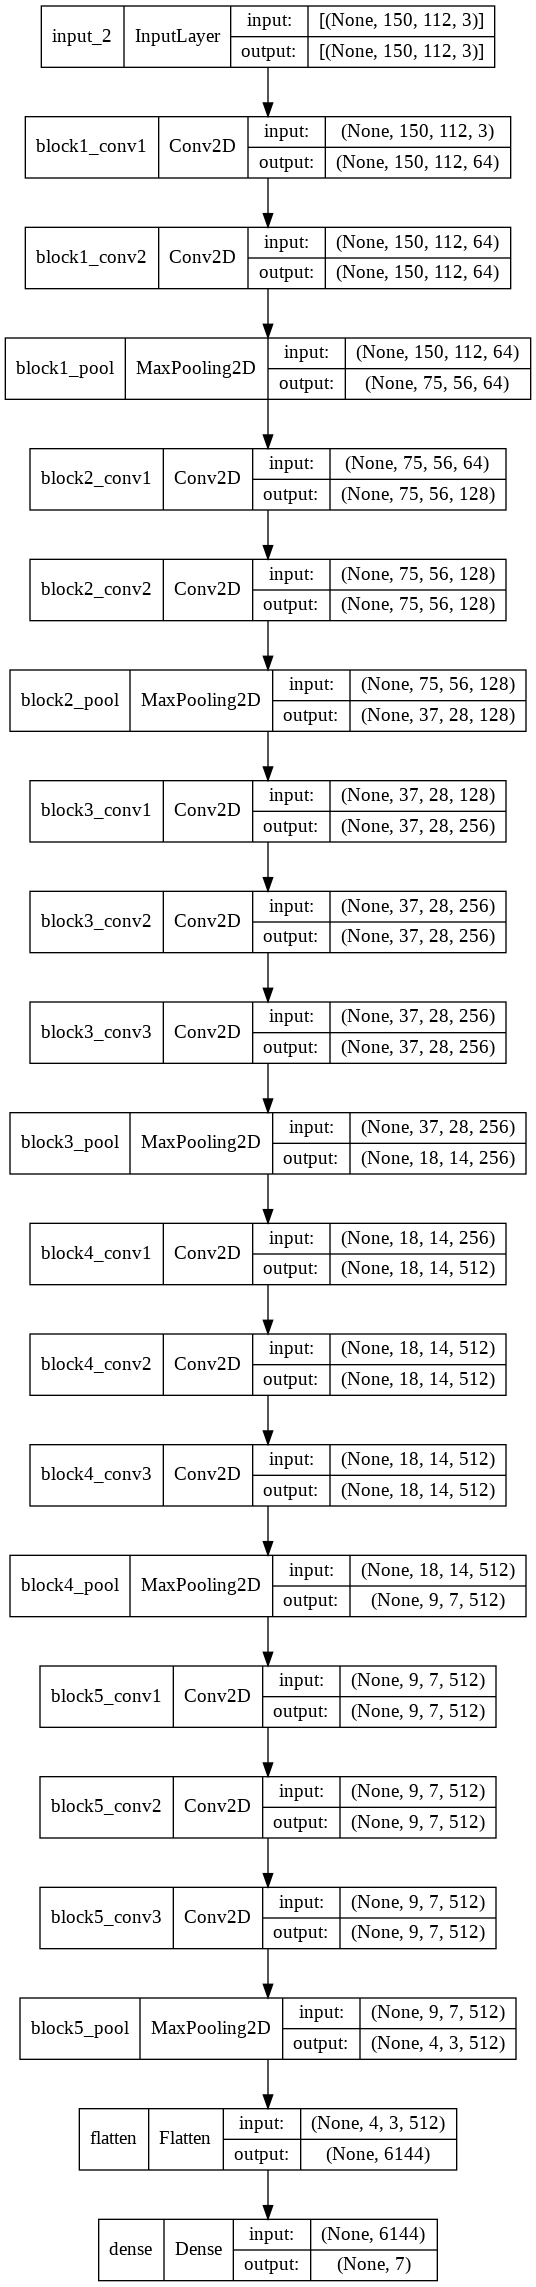 input_2 InputLayer input: [(None, 150, 112, 3)]
output: [(None, 150, 112, 3)]
block1_conv1 Conv2D input: (None, 150, 112, 3)
output: (None, 150, 112, 64)
block1_conv2 Conv2D input: (None, 150, 112, 64)
output: (None, 150, 112, 64)
block1_pool MaxPooling2D input: (None, 150, 112, 64)
output: (None, 75, 56, 64)
block2_conv1 Conv2D input: (None, 75, 56, 64)
output: (None, 75, 56, 128)
block2_conv2 Conv2D input: (None, 75, 56, 128)
output: (None, 75, 56, 128)
block2_pool MaxPooling2D input: (None, 75, 56, 128)
output: (None, 37, 28, 128)
block3_conv1 Conv2D input: (None, 37, 28, 128)
output: (None, 37, 28, 256)
block3_conv2 Conv2D input: (None, 37, 28, 256)
output: (None, 37, 28, 256)
block3_conv3 Conv2D input: (None, 37, 28, 256)
output: (None, 37, 28, 256)
block3_pool MaxPooling2D input: (None, 37, 28, 256)
output: (None, 18, 14, 256)
block4_conv1 Conv2D input: (None, 18, 14, 256)
output: (None, 18, 14, 512)
block4_conv2 Conv2D input: (None, 18, 14, 512)
output: (None, 18, 14, 512)
block4_conv3 Conv2D input: (None, 18, 14, 512)
output: (None, 18, 14, 512)
block4_pool MaxPooling2D input: (None, 18, 14, 512)
output: (None, 9, 7, 512)
block5_conv1 Conv2D input: (None, 9, 7, 512)
output: (None, 9, 7, 512)
block5_conv2 Conv2D input: (None, 9, 7, 512)
output: (None, 9, 7, 512)
block5_conv3 Conv2D input: (None, 9, 7, 512)
output: (None, 9, 7, 512)
block5_pool MaxPooling2D input: (None, 9, 7, 512)
output: (None, 4, 3, 512)
flatten Flatten input: (None, 4, 3, 512)
output: (None, 6144)
dense Dense input: (None, 6144)
output: (None, 7)